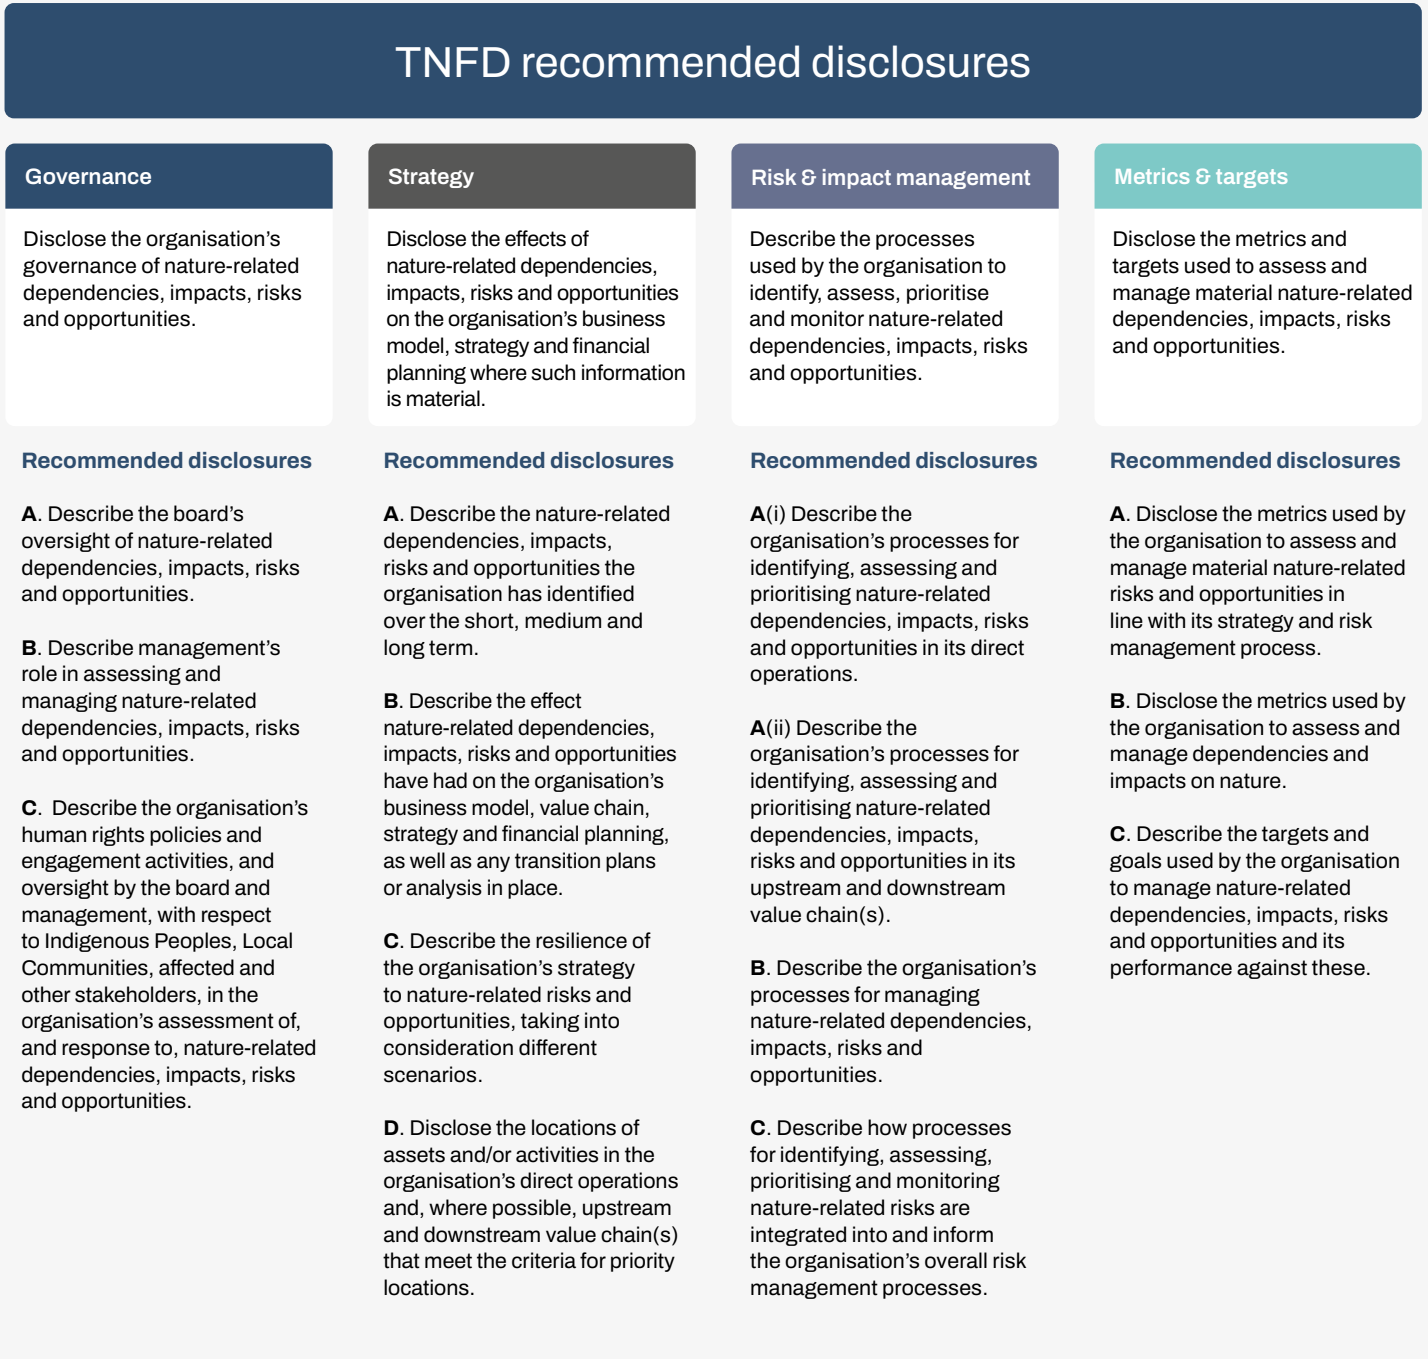 TNFD recommended disclosures
Governance
Disclose the organisation’s
governance of nature-related
dependencies, impacts, risks
and opportunities.
Recommended disclosures
A. Describe the board’s
oversight of nature-related
dependencies, impacts, risks
and opportunities.
B. Describe management’s
role in assessing and
managing nature-related
dependencies, impacts, risks
and opportunities.
C.  Describe the organisation’s
human rights policies and
engagement activities, and
oversight by the board and
management, with respect
to Indigenous Peoples, Local
Communities, affected and
other stakeholders, in the
organisation’s assessment of,
and response to, nature-related
dependencies, impacts, risks
and opportunities.
Strategy
Disclose the effects of
nature-related dependencies,
impacts, risks and opportunities
on the organisation’s business
model, strategy and financial
planning where such information
is material.
Recommended disclosures
A. Describe the nature-related
dependencies, impacts,
risks and opportunities the
organisation has identified
over the short, medium and
long term.
B. Describe the effect
nature-related dependencies,
impacts, risks and opportunities
have had on the organisation’s
business model, value chain,
strategy and financial planning,
as well as any transition plans
or analysis in place.
C. Describe the resilience of
the organisation’s strategy
to nature-related risks and
opportunities, taking into
consideration different
scenarios.
D. Disclose the locations of
assets and/or activities in the
organisation’s direct operations
and, where possible, upstream
and downstream value chain(s)
that meet the criteria for priority
locations.
Risk & impact management
Describe the processes
used by the organisation to
identify, assess, prioritise
and monitor nature-related
dependencies, impacts, risks
and opportunities.
Recommended disclosures
A(i) Describe the
organisation’s processes for
identifying, assessing and
prioritising nature-related
dependencies, impacts, risks
and opportunities in its direct
operations.
A(ii) Describe the
organisation’s processes for
identifying, assessing and
prioritising nature-related
dependencies, impacts,
risks and opportunities in its
upstream and downstream
value chain(s).
B. Describe the organisation’s
processes for managing
nature-related dependencies,
impacts, risks and
opportunities.
C. Describe how processes
for identifying, assessing,
prioritising and monitoring
nature-related risks are
integrated into and inform
the organisation’s overall risk
management processes.
Metrics & targets
Disclose the metrics and
targets used to assess and
manage material nature-related
dependencies, impacts, risks
and opportunities.
Recommended disclosures
A. Disclose the metrics used by
the organisation to assess and
manage material nature-related
risks and opportunities in
line with its strategy and risk
management process.
B. Disclose the metrics used by
the organisation to assess and
manage dependencies and
impacts on nature.
C. Describe the targets and
goals used by the organisation
to manage nature-related
dependencies, impacts, risks
and opportunities and its
performance against these.